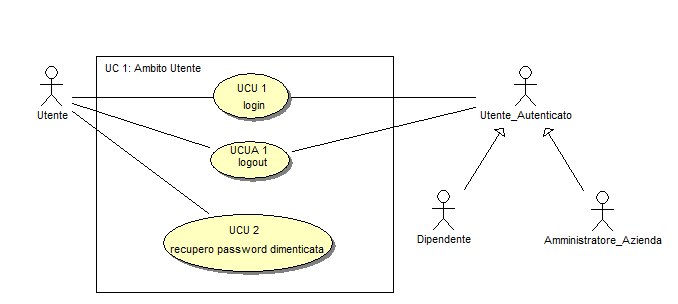 UC 1: Ambito Utente
UCU 1
login
Utente
Utente_Autenticato
UCUA 1
logout
UCU 2
recupero password dimenticata
Dipendente
Amministratore_Azienda